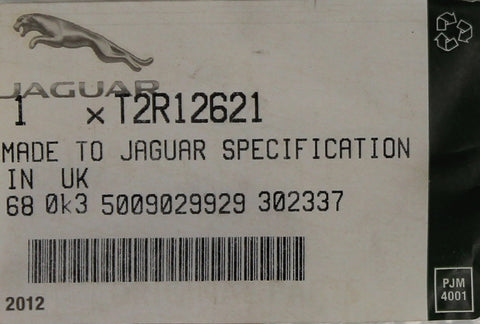 JAGUAR
1 x T2R12621
MADE TO JAGUAR SPECIFICATION
IN UK
68 0k3 5009029929 302337
2012
PJM
4001